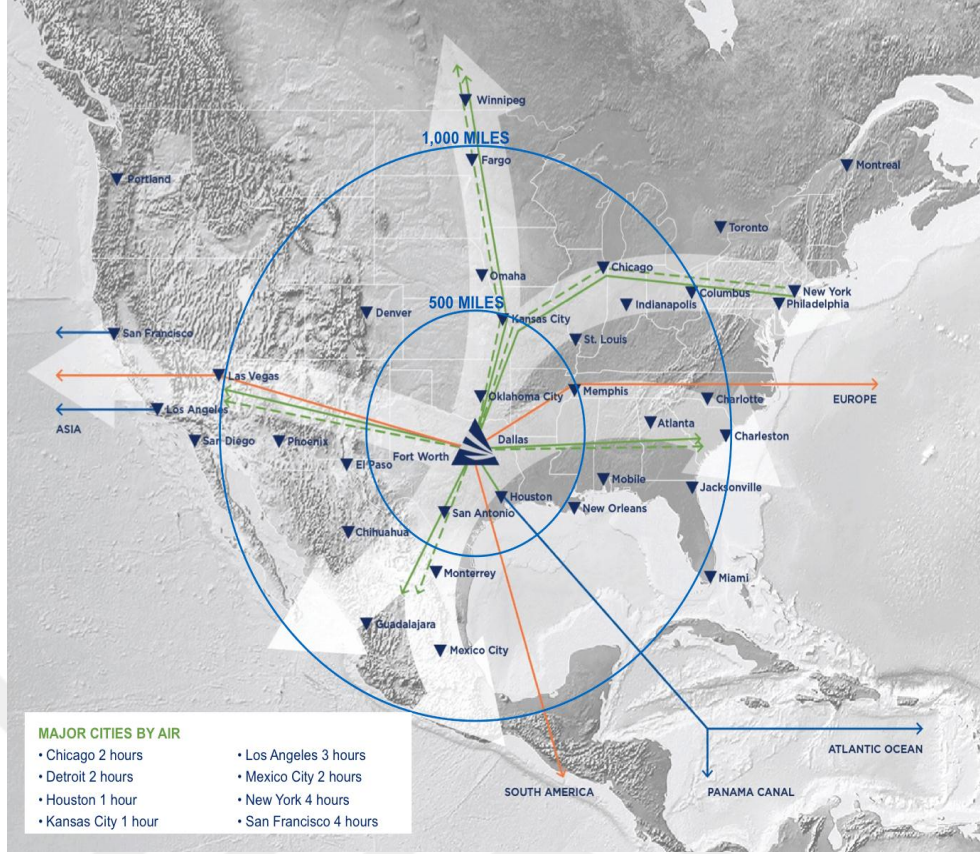 Winnipeg
1,000 MILES
Fargo
Montreal
Portland
Toronto
Chicago
Omaha
Columbus
New York
500 MILES
Indianapolis
Philadelphia
Denver
Kansas City
San Francisco
St. Louis
Las Vegas
Memphis
Oklahoma City
Charlotte
EUROPE
Los Angeles
ASIA
Atlanta
Charleston
San Diego
Phoenix
Dallas
Fort Worth
El Paso
Mobile
Jacksonville
Houston
New Orleans
San Antonio
Chihuahua
Monterrey
Miami
Guadalajara
Mexico City
ATLANTIC OCEAN
SOUTH AMERICA
PANAMA CANAL
MAJOR CITIES BY AIR
• Chicago 2 hours
• Detroit 2 hours
• Houston 1 hour
• Kansas City 1 hour
• Los Angeles 3 hours
• Mexico City 2 hours
• New York 4 hours
• San Francisco 4 hours